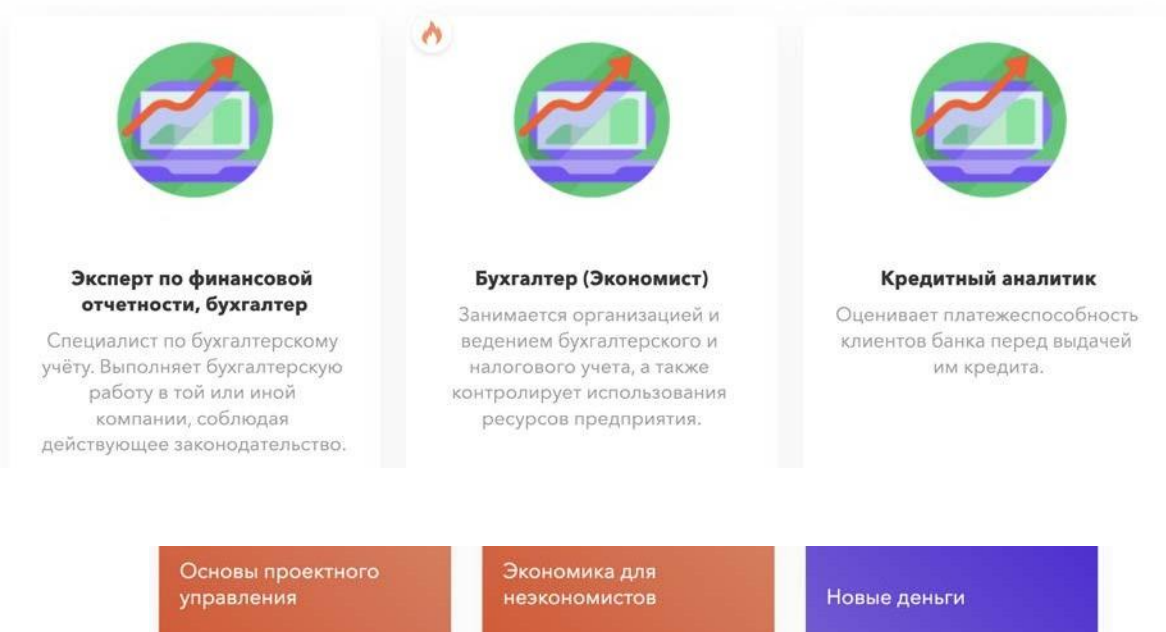 Эксперт по финансовой
отчетности, бухгалтер
Специалист по бухгалтерскому
учёту. Выполняет бухгалтерскую
работу в той или иной
компании, соблюдая
действующее законодательство.
Бухгалтер (Экономист)
Занимается организацией и
ведением бухгалтерского и
налогового учета, а также
контролирует использования
ресурсов предприятия.
Кредитный аналитик
Оценивает платежеспособность
клиентов банка перед выдачей
им кредита.
Основы проектного
управления
Экономика для
неэкономистов
Новые деньги